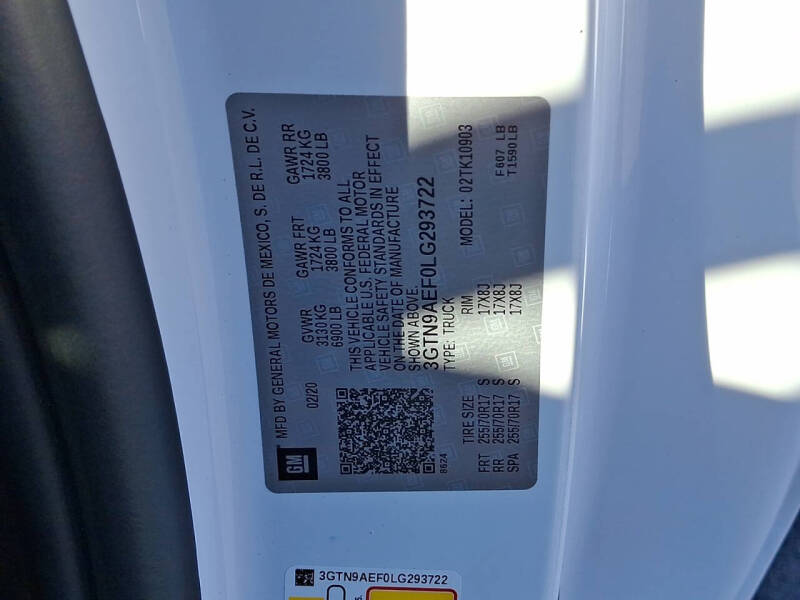 GM
MFD BY GENERAL MOTORS DE MEXICO, S. DE R.L. DE C.V.
02/20
GVWR GAWR FRT GAWR RR
3130 KG 1724 KG 1724 KG
6900 LB 3800 LB 3800 LB
THIS VEHICLE CONFORMS TO ALL
APPLICABLE U.S. FEDERAL MOTOR
VEHICLE SAFETY STANDARDS IN EFFECT
ON THE DATE OF MANUFACTURE
SHOWN ABOVE.
3GTN9AEF0LG293722
TYPE: TRUCK MODEL: 02TK10903
8624
TIRE SIZE RIM
FRT 255/70R17 S 17X8J F607 LB
RR 255/70R17 S 17X8J T1590 LB
SPA 255/70R17 S 17X8J
3GTN9AEF0LG293722